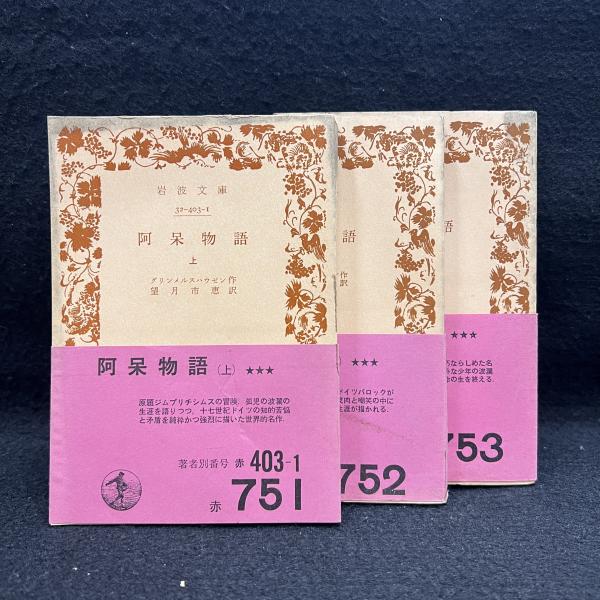 岩波文庫
32-403-1
阿呆物語
上
グリンメルスハウゼン作
望月市恵訳
阿呆物語(上) ★★★
原題ジムプリチシムスの冒険. 孤児の波瀾の
生涯を語りつつ, 十七世紀ドイツの知的苦悩
と矛盾を純粋かつ強烈に描いた世界的名作.
著者別番号 赤 403-1
赤 751
語
作
訳
) ★★★
ドイツバロックが
皮肉と嘲笑の中に
生涯が描かれる.
752
語
★★★
ならしめた名
な少年の波瀾
の生を終える.
753